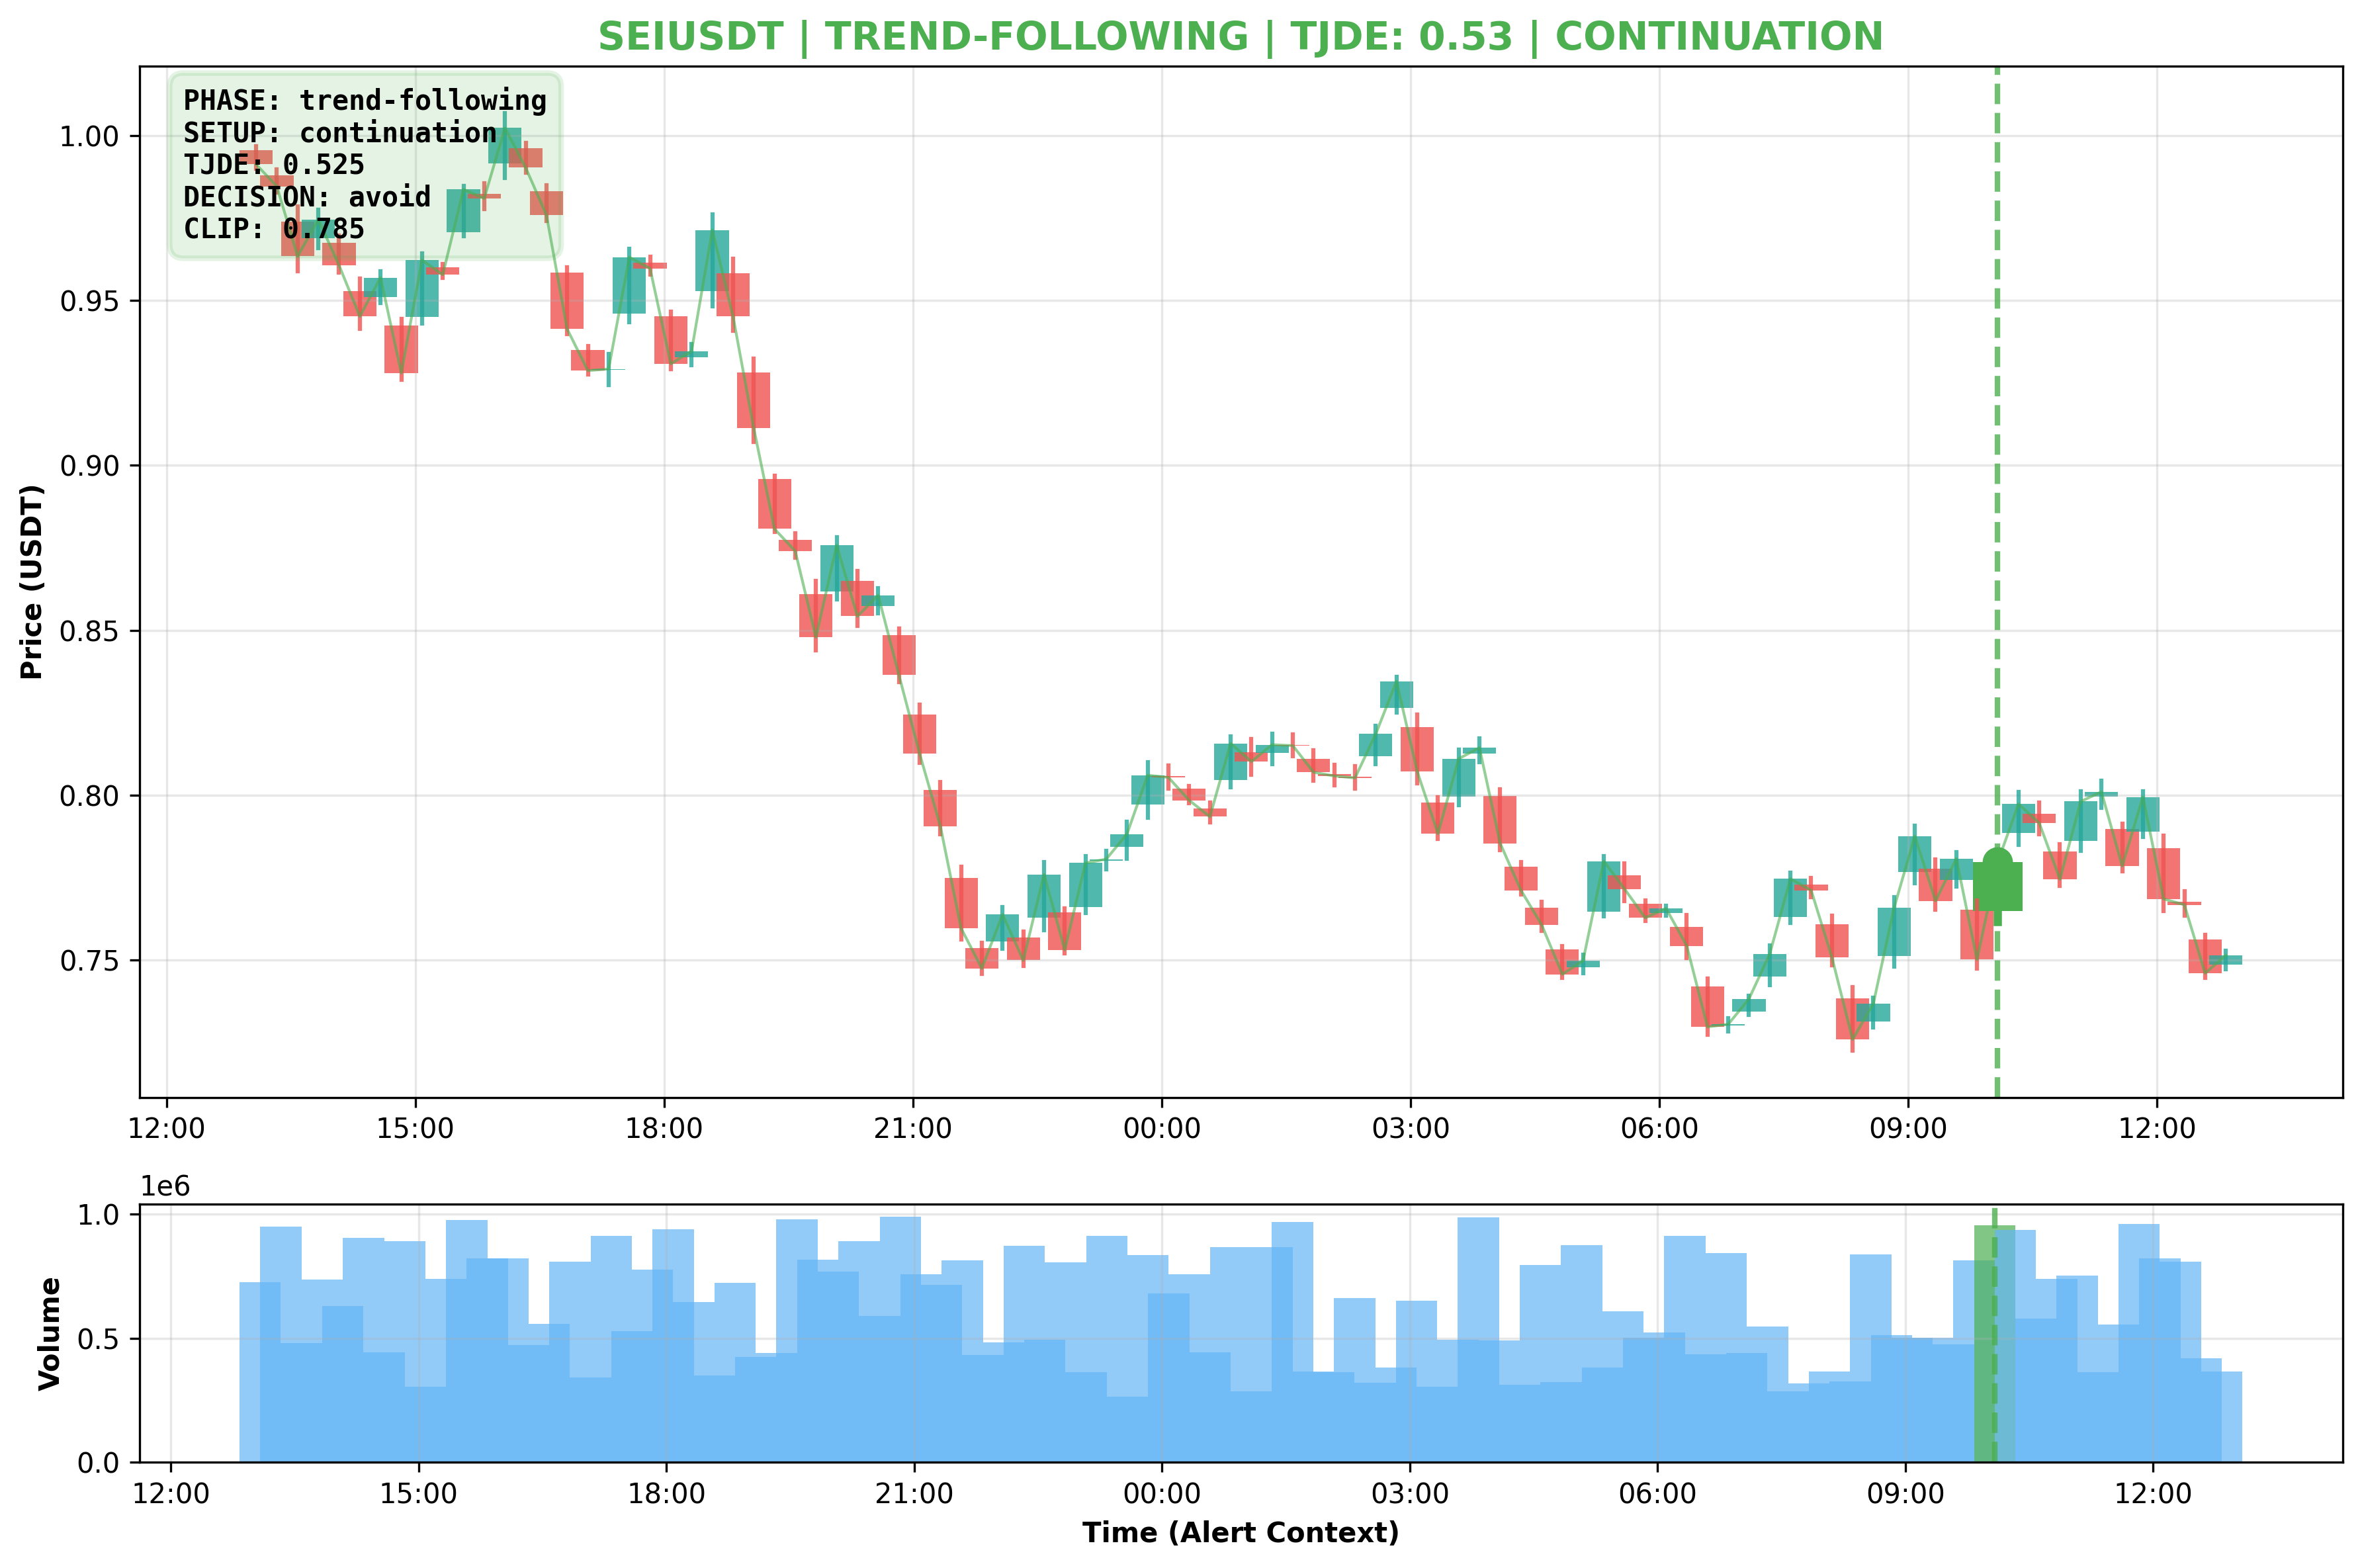 SEIUSDT | TREND-FOLLOWING | TJDE: 0.53 | CONTINUATION
PHASE: trend-following
SETUP: continuation
TJDE: 0.525
DECISION: avoid
CLIP: 0.785
Price (USDT)
1.00
0.95
0.90
0.85
0.80
0.75
12:00 15:00 18:00 21:00 00:00 03:00 06:00 09:00 12:00
1e6
Volume
1.0
0.5
0.0
12:00 15:00 18:00 21:00 00:00 03:00 06:00 09:00 12:00
Time (Alert Context)